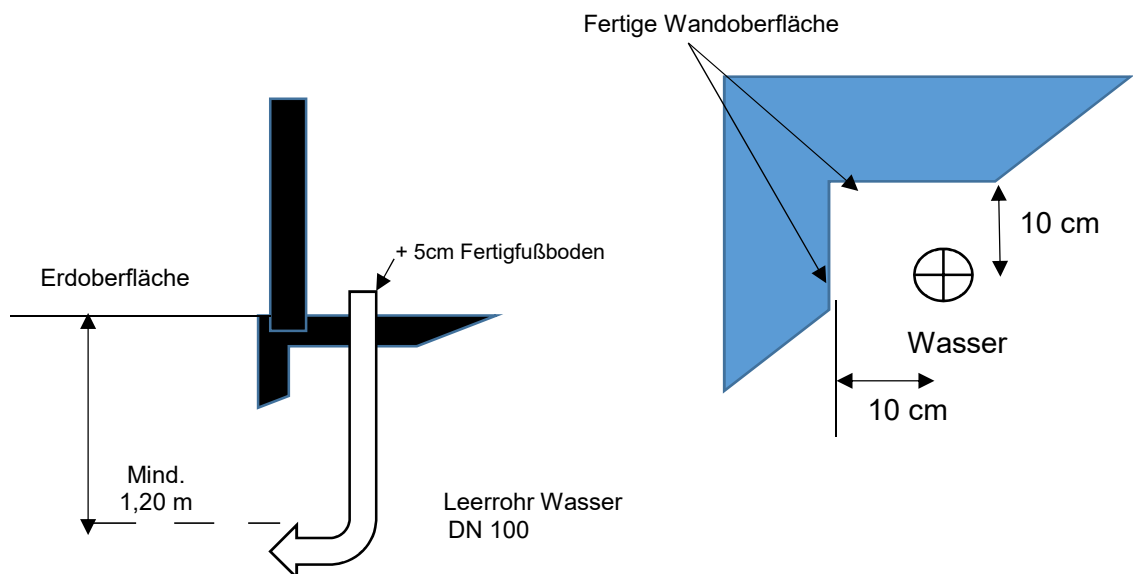 Fertige Wandoberfläche
10 cm
+ 5cm Fertigfußboden
Erdoberfläche
Wasser
10 cm
Mind.
1,20 m
Leerrohr Wasser
DN 100